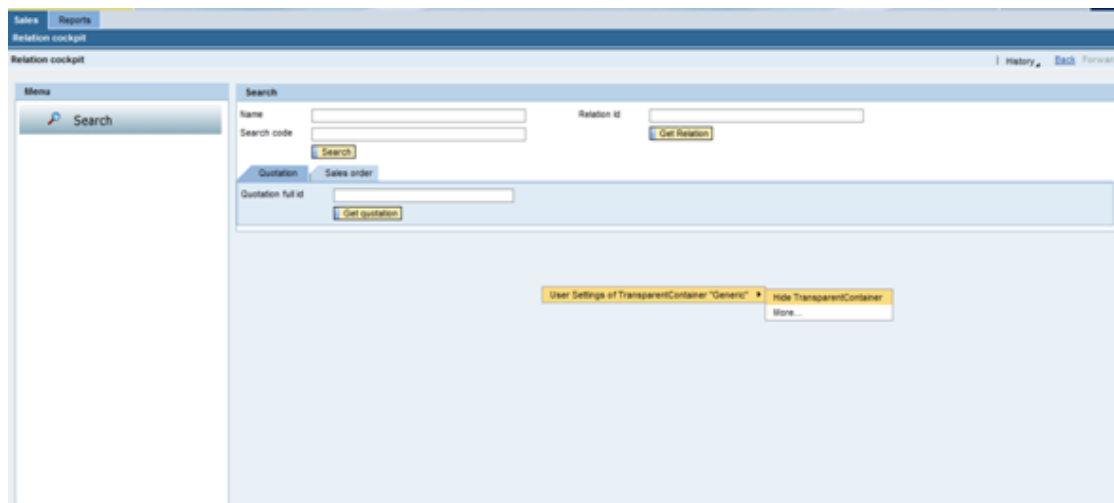 Sales Reports
Relation cockpit
Relation cockpit
History Back Forwar
Menu
Search
Search
Name Relation id
Search code Get Relation
Search
Quotation Sales order
Quotation full id
Get quotation
User Settings of TransparentContainer "Generic" Hide TransparentContainer
More...